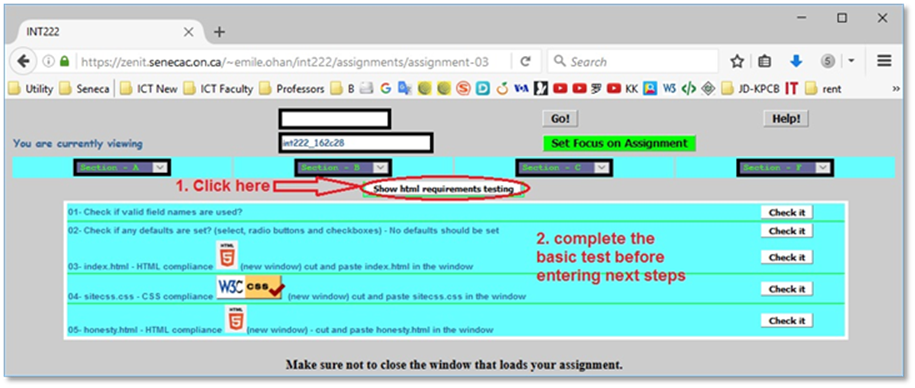 INT222
https://zenit.senecac.on.ca/~emile.ohan/int222/assignments/assignment-03
Search
5
Utility Seneca ICT New ICT Faculty Professors B G KK W3 JD-KPCB IT rent
Go! Help!
You are currently viewing int222_162c28 Set Focus on Assignment
Section - A Section - B Section - C Section - F
1. Click here Show html requirements testing
01- Check if valid field names are used? Check it
02- Check if any defaults are set? (select, radio buttons and checkboxes) - No defaults should be set Check it
2. complete the
basic test before
entering next steps
03- index.html - HTML compliance HTML 5 (new window) cut and paste index.html in the window Check it
04- sitecss.css - CSS compliance W3C css (new window) cut and paste sitecss.css in the window Check it
05- honesty.html - HTML compliance HTML 5 (new window) - cut and paste honesty.html in the window Check it
Make sure not to close the window that loads your assignment.